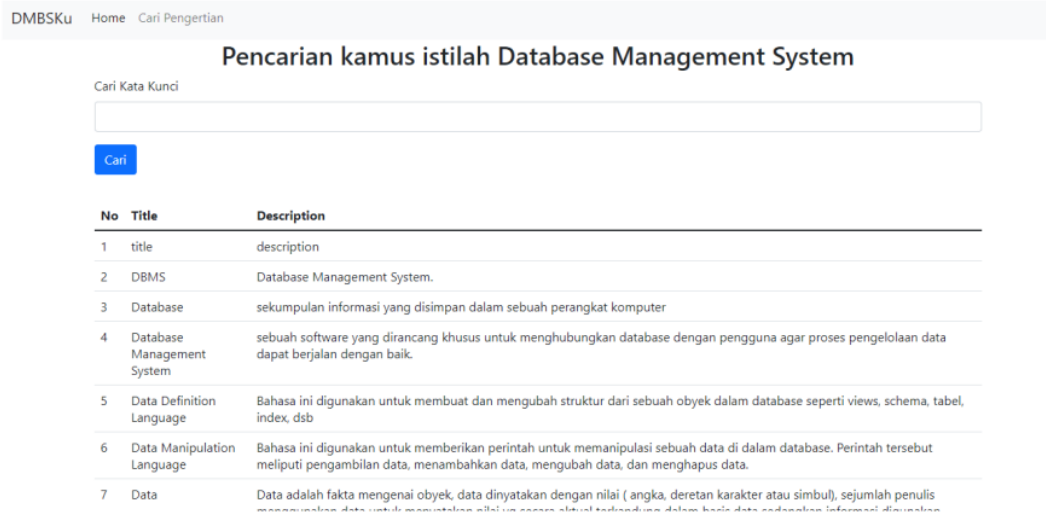 DMBSKu Home Cari Pengertian
Pencarian kamus istilah Database Management System
Cari Kata Kunci
Cari
No Title Description
1 title description
2 DBMS Database Management System.
3 Database sekumpulan informasi yang disimpan dalam sebuah perangkat komputer
4 Database sebuah software yang dirancang khusus untuk menghubungkan database dengan pengguna agar proses pengelolaan data
Management dapat berjalan dengan baik.
System
5 Data Definition Bahasa ini digunakan untuk membuat dan mengubah struktur dari sebuah obyek dalam database seperti views, schema, tabel,
Language index, dsb
6 Data Manipulation Bahasa ini digunakan untuk memberikan perintah untuk memanipulasi sebuah data di dalam database. Perintah tersebut
Language meliputi pengambilan data, menambahkan data, mengubah data, dan menghapus data.
7 Data Data adalah fakta mengenai obyek, data dinyatakan dengan nilai ( angka, deretan karakter atau simbul), sejumlah penulis